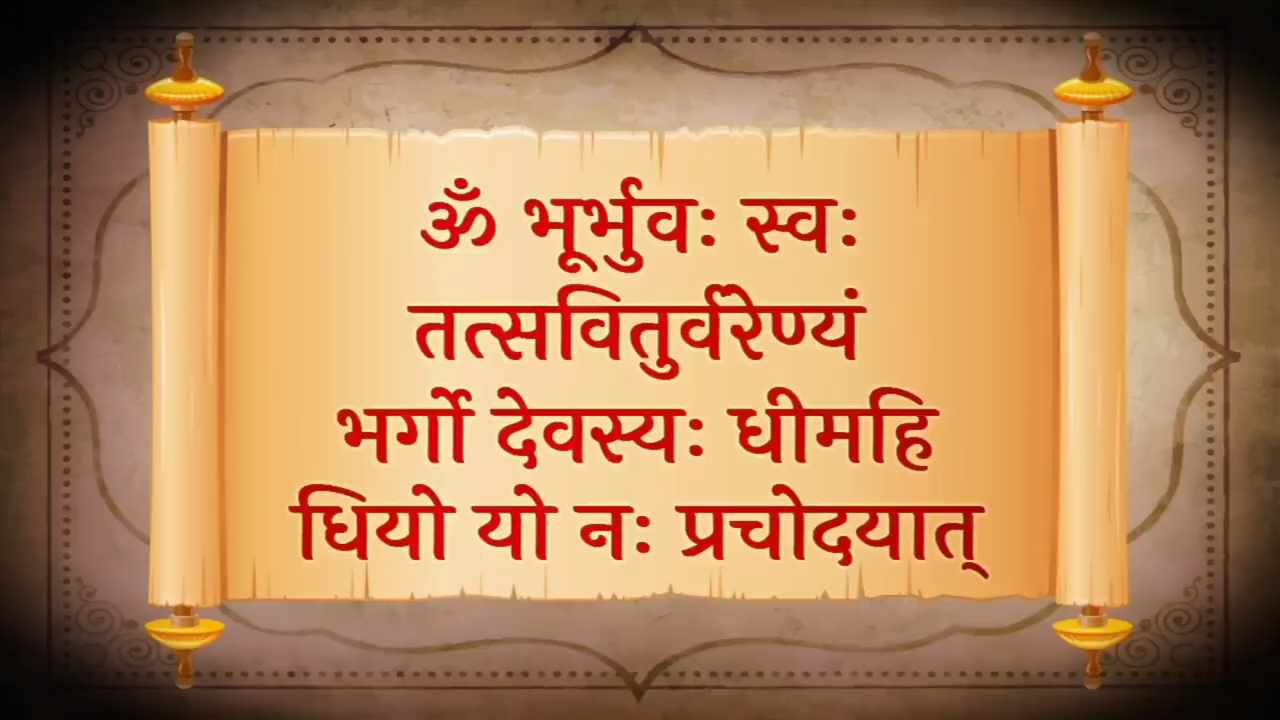 ॐ भूर्भुवः स्वः
तत्सवितुर्वरेण्यं
भर्गो देवस्यः धीमहि
धियो यो नः प्रचोदयात्